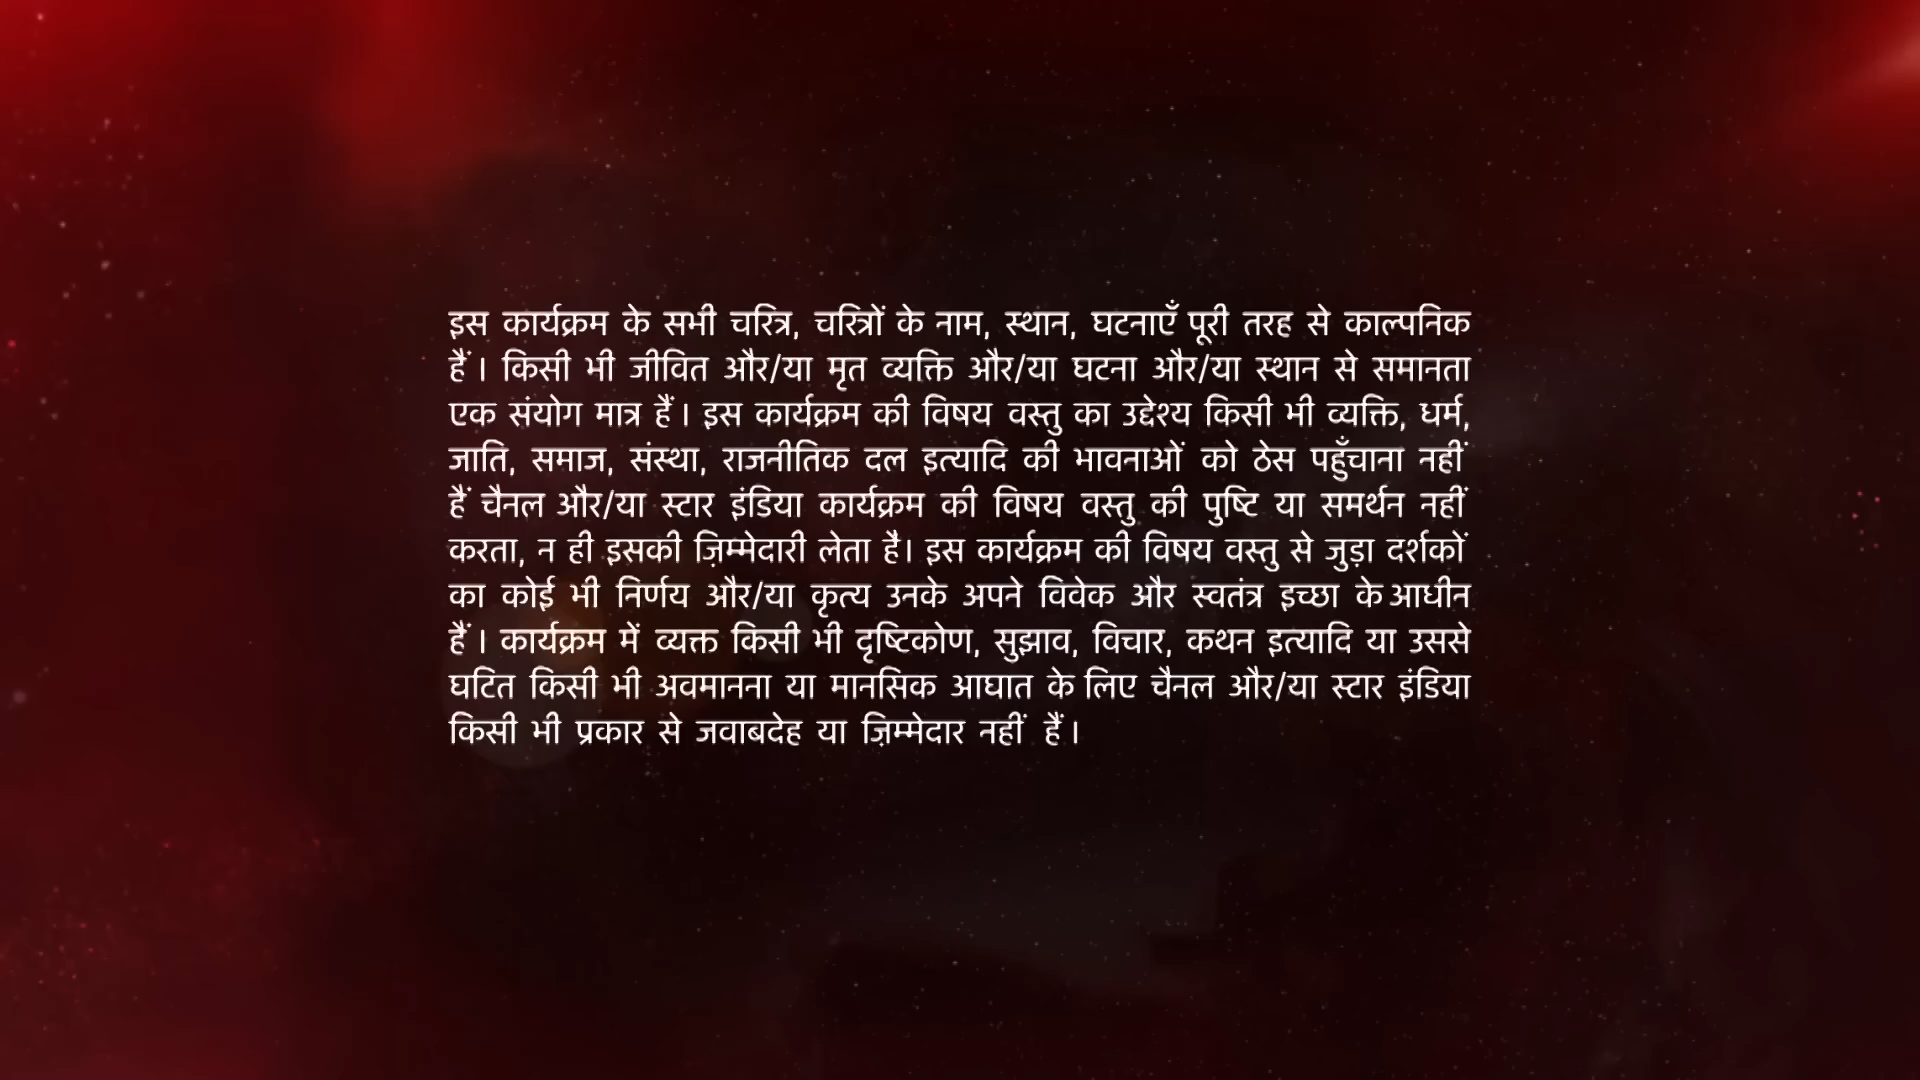 इस कार्यक्रम के सभी चरित्र, चरित्रों के नाम, स्थान, घटनाएँ पूरी तरह से काल्पनिक
हैं। किसी भी जीवित और/या मृत व्यक्ति और/या घटना और/या स्थान से समानता
एक संयोग मात्र हैं। इस कार्यक्रम की विषय वस्तु का उद्देश्य किसी भी व्यक्ति, धर्म,
जाति, समाज, संस्था, राजनीतिक दल इत्यादि की भावनाओं को ठेस पहुँचाना नहीं
हैं चैनल और/या स्टार इंडिया कार्यक्रम की विषय वस्तु की पुष्टि या समर्थन नहीं
करता, न ही इसकी ज़िम्मेदारी लेता है। इस कार्यक्रम की विषय वस्तु से जुड़ा दर्शकों
का कोई भी निर्णय और/या कृत्य उनके अपने विवेक और स्वतंत्र इच्छा के आधीन
हैं। कार्यक्रम में व्यक्त किसी भी दृष्टिकोण, सुझाव, विचार, कथन इत्यादि या उससे
घटित किसी भी अवमानना या मानसिक आघात के लिए चैनल और/या स्टार इंडिया
किसी भी प्रकार से जवाबदेह या ज़िम्मेदार नहीं हैं।